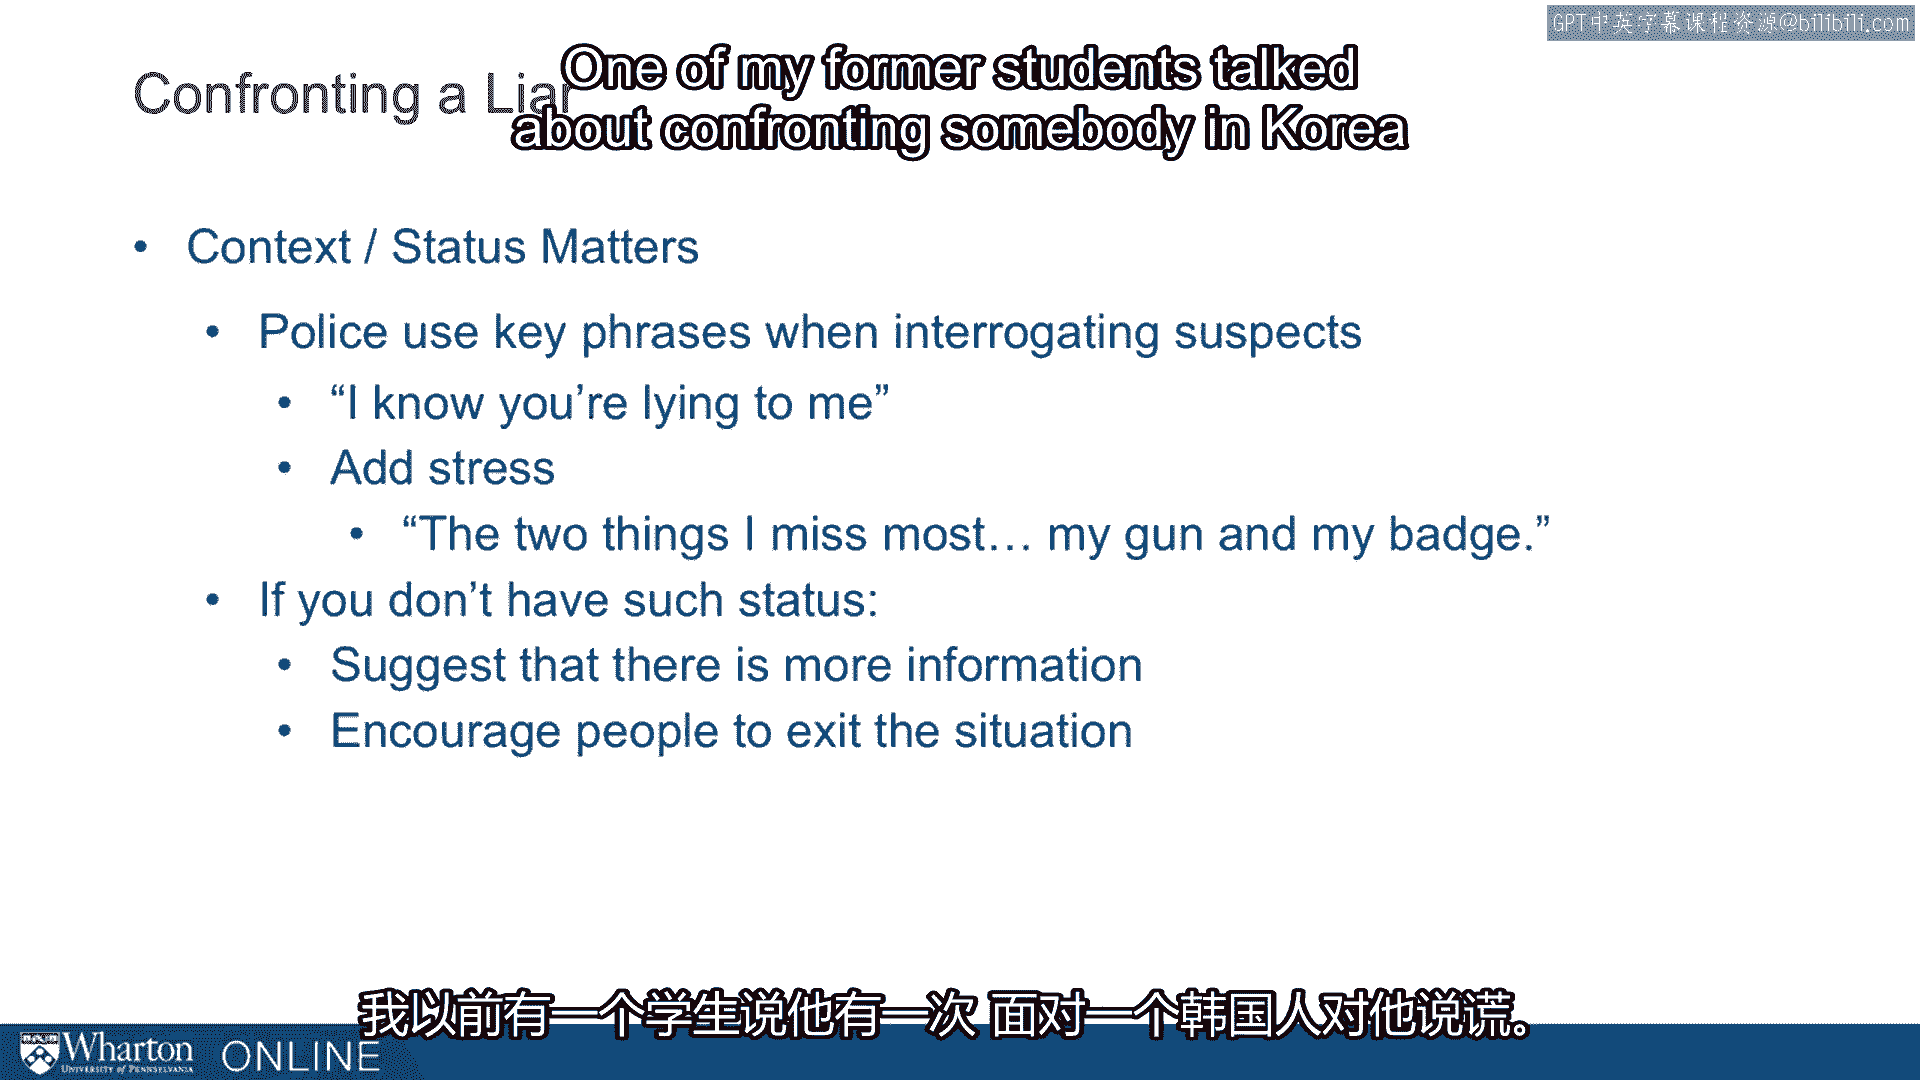 GPT中英字幕课程资源@bilibili.com
One of my former students talked
about confronting somebody in Korea
Confronting a Liar
• Context / Status Matters
• Police use key phrases when interrogating suspects
• “I know you’re lying to me”
• Add stress
• “The two things I miss most… my gun and my badge.”
• If you don’t have such status:
• Suggest that there is more information
• Encourage people to exit the situation
我以前有一个学生说他有一次 面对一个韩国人对他说谎。
Wharton
UNIVERSITY OF PENNSYLVANIA
ONLINE